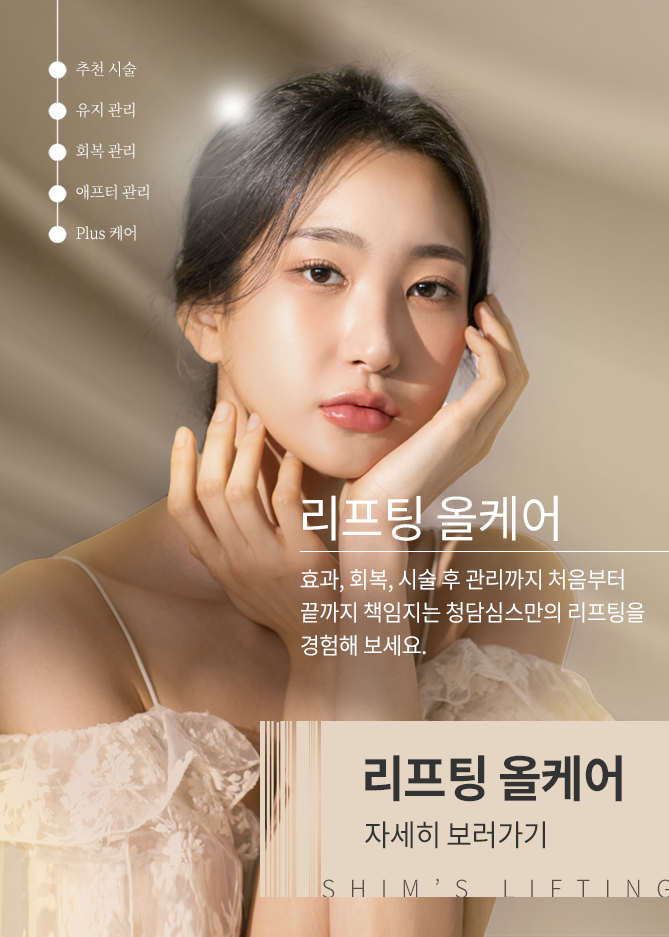 추천 시술
유지 관리
회복 관리
애프터 관리
Plus 케어
리프팅 올케어
효과, 회복, 시술 후 관리까지 처음부터
끝까지 책임지는 청담심스만의 리프팅을
경험해 보세요.
리프팅 올케어
자세히 보러가기
SHIM'S LIFTING